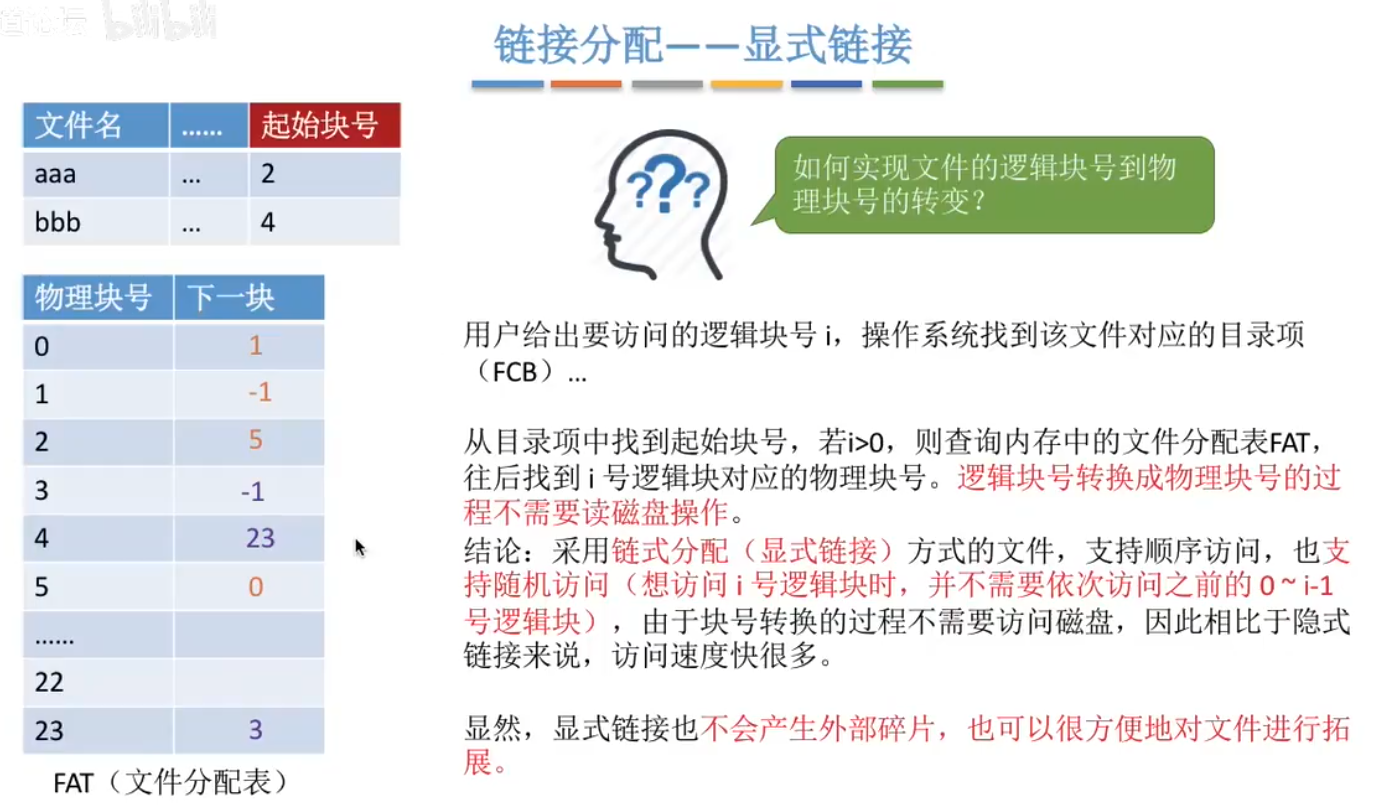 bilibili
链接分配——显式链接
文件名 …… 起始块号
aaa ... 2
bbb ... 4
???
如何实现文件的逻辑块号到物
理块号的转变?
物理块号 下一块
0 1
1 -1
2 5
3 -1
4 23
5 0
……
22
23 3
FAT（文件分配表）
用户给出要访问的逻辑块号 i，操作系统找到该文件对应的目录项
（FCB）...
从目录项中找到起始块号，若i>0，则查询内存中的文件分配表FAT，
往后找到 i 号逻辑块对应的物理块号。逻辑块号转换成物理块号的过
程不需要读磁盘操作。
结论：采用链式分配（显式链接）方式的文件，支持顺序访问，也支
持随机访问（想访问 i 号逻辑块时，并不需要依次访问之前的 0 ~ i-1
号逻辑块），由于块号转换的过程不需要访问磁盘，因此相比于隐式
链接来说，访问速度快很多。
显然，显式链接也不会产生外部碎片，也可以很方便地对文件进行拓
展。